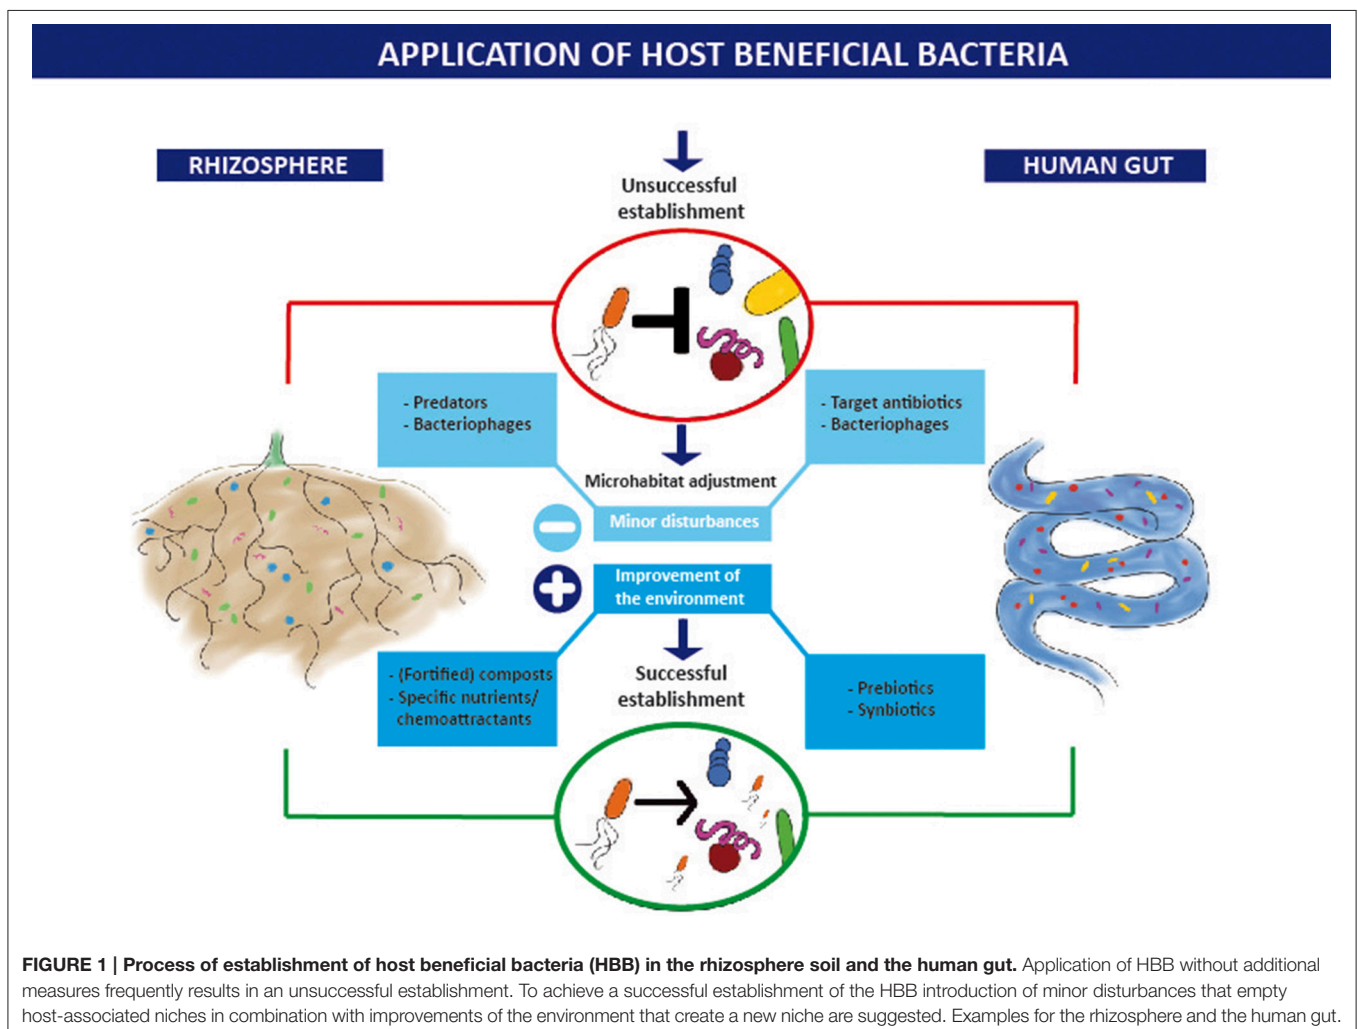 APPLICATION OF HOST BENEFICIAL BACTERIA
RHIZOSPHERE
HUMAN GUT
Unsuccessful
establishment
- Predators
- Bacteriophages
- Target antibiotics
- Bacteriophages
Microhabitat adjustment
Minor disturbances
Improvement of
the environment
- (Fortified) composts
- Specific nutrients/
chemoattractants
Successful
establishment
- Prebiotics
- Synbiotics
FIGURE 1 | Process of establishment of host beneficial bacteria (HBB) in the rhizosphere soil and the human gut. Application of HBB without additional
measures frequently results in an unsuccessful establishment. To achieve a successful establishment of the HBB introduction of minor disturbances that empty
host-associated niches in combination with improvements of the environment that create a new niche are suggested. Examples for the rhizosphere and the human gut.